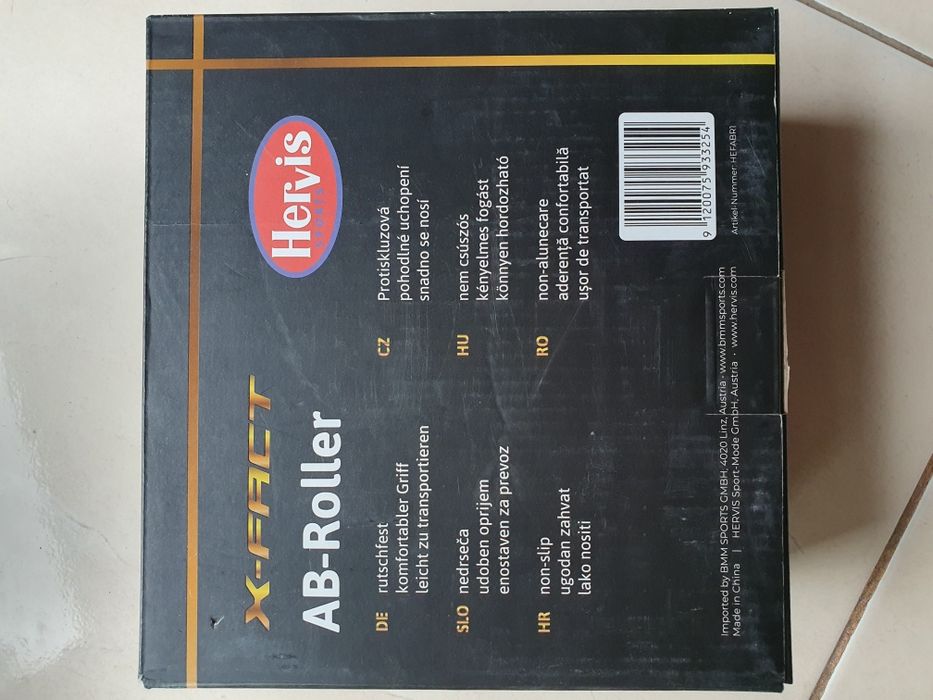 X-FACT
Hervis
SPORTS
AB-Roller
DE
rutschfest
komfortabler Griff
leicht zu transportieren
SLO
nedrseča
udoben oprijem
enostaven za prevoz
HR
non-slip
ugodan zahvat
lako nositi
CZ
Protiskluzová
pohodlné uchopení
snadno se nosí
HU
nem csúszós
kényelmes fogást
könnyen hordozható
RO
non-alunecare
aderență confortabilă
ușor de transportat
9 120075 933254
Artikel-Nummer: HEFABR1
Imported by BMM SPORTS GMBH, 4020 Linz, Austria · www.bmmsports.com
Made in China | HERVIS Sport-Mode GmbH, Austria · www.hervis.com